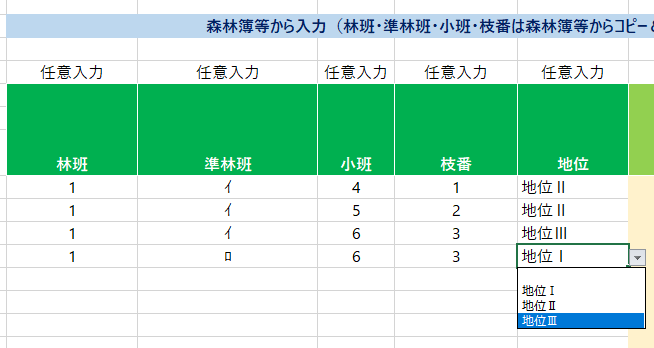 森林簿等から入力（林班・準林班・小班・枝番は森林簿等からｺﾋﾟｰ
任意入力 任意入力 任意入力 任意入力 任意入力
林班 準林班 小班 枝番 地位
1 ｲ 4 1 地位Ⅱ
1 ｲ 5 2 地位Ⅱ
1 ｲ 6 3 地位Ⅲ
1 ﾛ 6 3 地位Ⅰ
地位Ⅰ
地位Ⅱ
地位Ⅲ